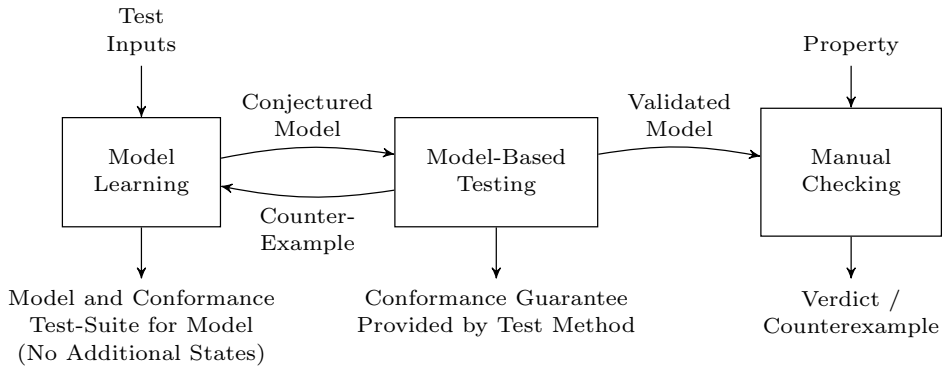 Test
Inputs
Property
Conjectured
Model
Validated
Model
Model
Learning
Model-Based
Testing
Manual
Checking
Counter-
Example
Model and Conformance
Test-Suite for Model
(No Additional States)
Conformance Guarantee
Provided by Test Method
Verdict /
Counterexample